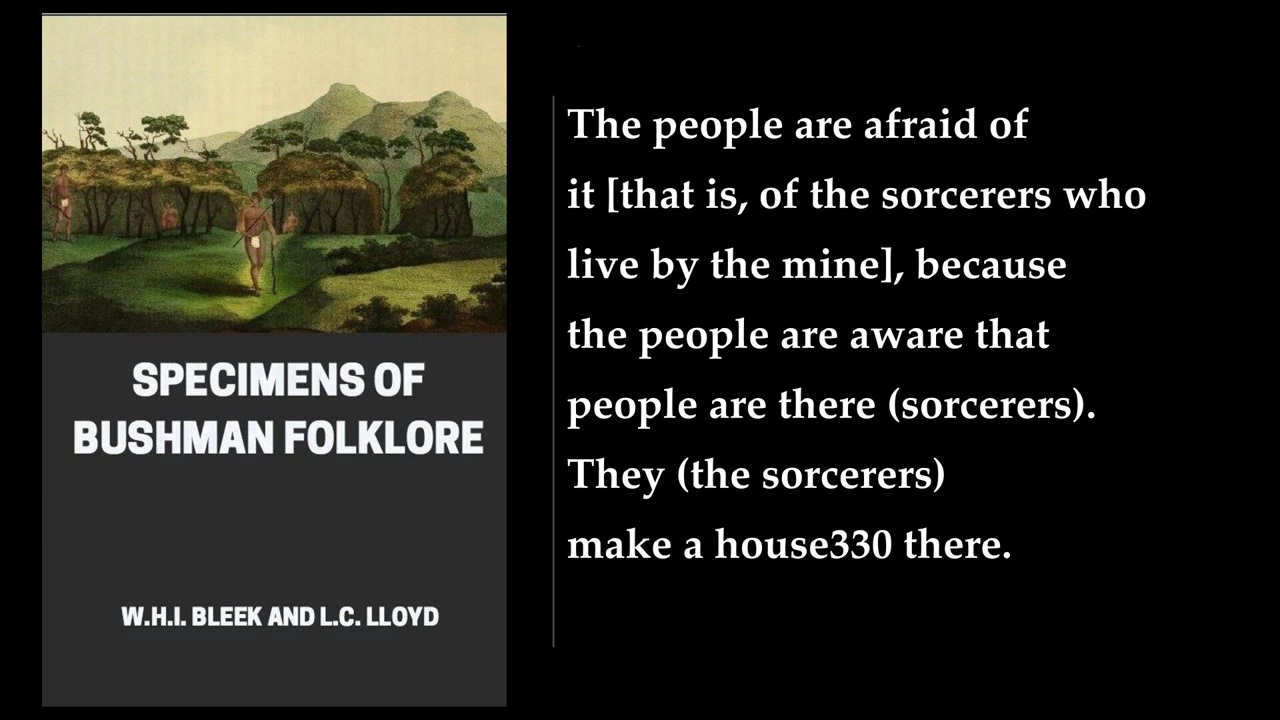 SPECIMENS OF
BUSHMAN FOLKLORE
W.H.I. BLEEK AND L.C. LLOYD
The people are afraid of
it [that is, of the sorcerers who
live by the mine], because
the people are aware that
people are there (sorcerers).
They (the sorcerers)
make a house330 there.